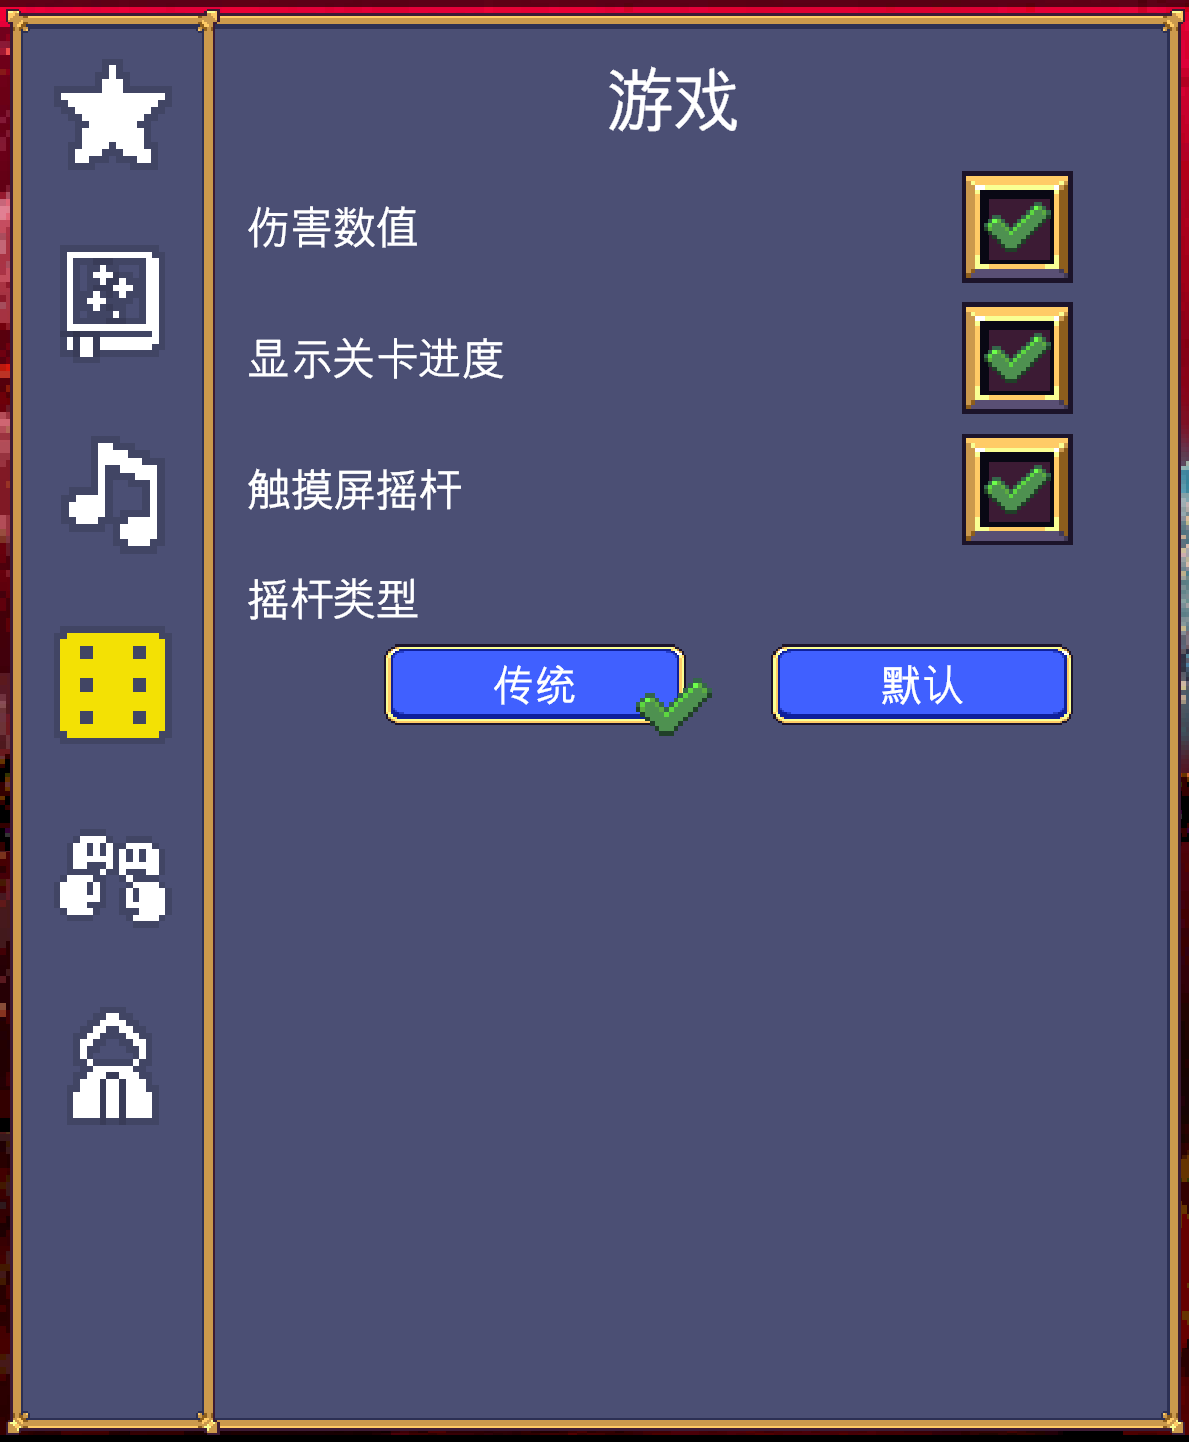 游戏
伤害数值
显示关卡进度
触摸屏摇杆
摇杆类型
传统
默认